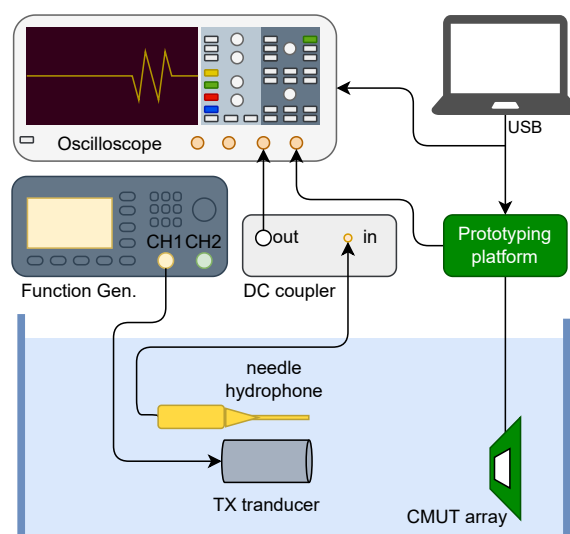 Oscilloscope
USB
CH1 CH2
Function Gen.
out
in
DC coupler
Prototyping
platform
needle
hydrophone
TX tranducer
CMUT array